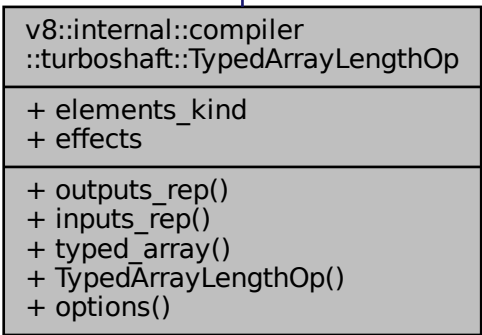 v8::internal::compiler
::turboshaft::TypedArrayLengthOp
+ elements_kind
+ effects
+ outputs_rep()
+ inputs_rep()
+ typed_array()
+ TypedArrayLengthOp()
+ options()